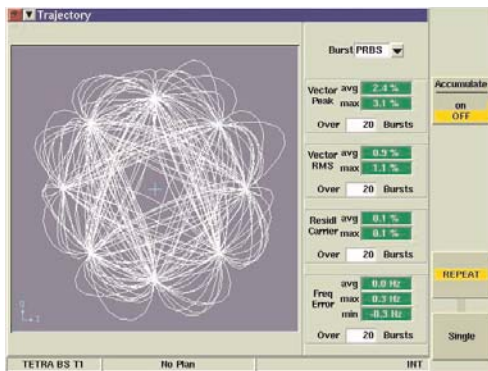 Trajectory
Burst PRBS
Vector Peak avg 2.4 %
max 3.1 %
Over 20 Bursts
Vector RMS avg 0.9 %
max 1.1 %
Over 20 Bursts
Residl Carrier avg 0.1 %
max 0.1 %
Over 20 Bursts
Freq Error avg 0.0 Hz
max 0.3 Hz
min -0.3 Hz
Over 20 Bursts
Accumulate
on
OFF
REPEAT
Single
Q
I
TETRA BS T1 No Plan INT